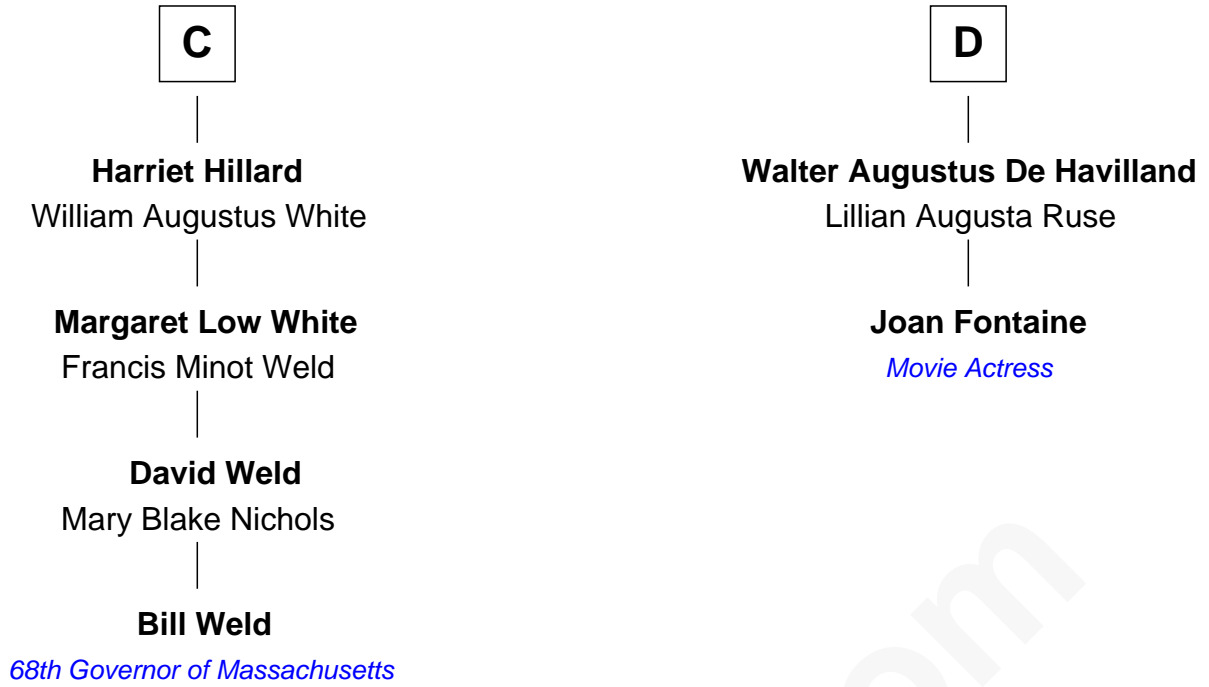 C
Harriet Hillard
William Augustus White
Margaret Low White
Francis Minot Weld
David Weld
Mary Blake Nichols
Bill Weld
68th Governor of Massachusetts
D
Walter Augustus De Havilland
Lillian Augusta Ruse
Joan Fontaine
Movie Actress
om